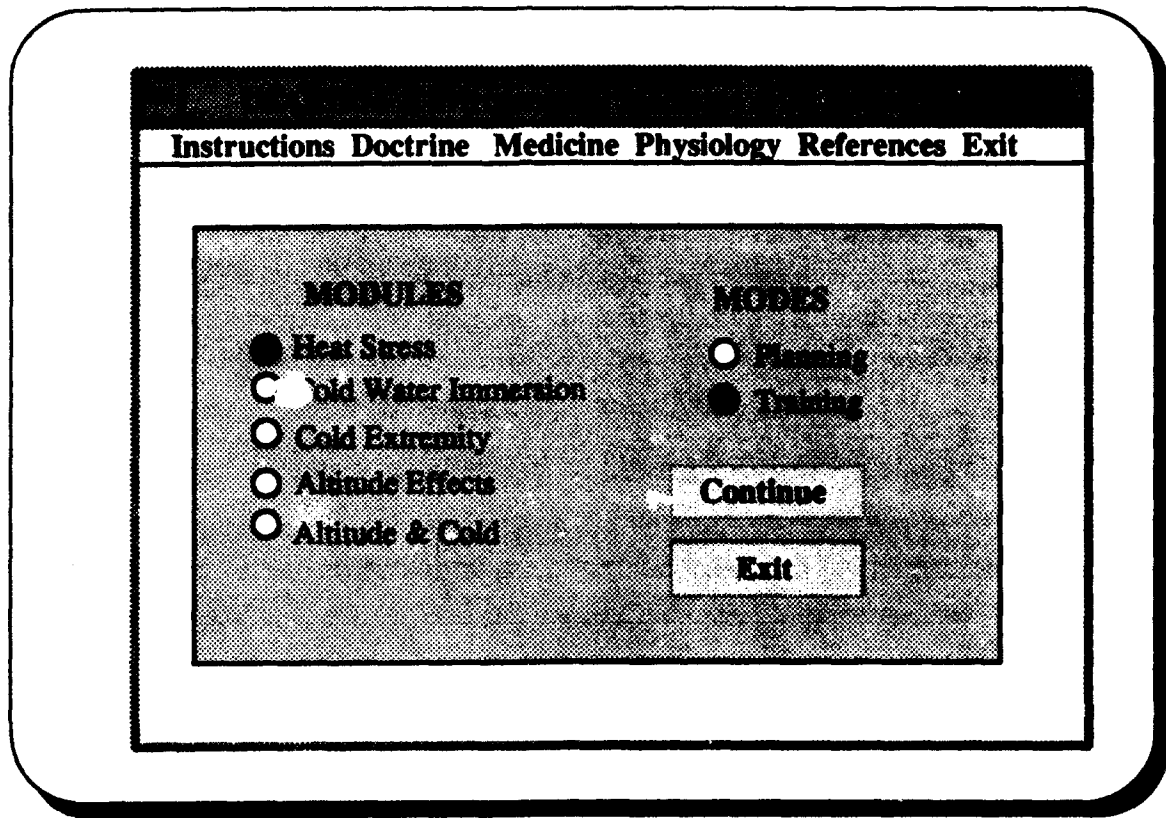 Instructions Doctrine Medicine Physiology References Exit
MODULES
Heat Stress
Cold Water Immersion
Cold Extremity
Altitude Effects
Altitude & Cold
MODES
Planning
Training
Continue
Exit